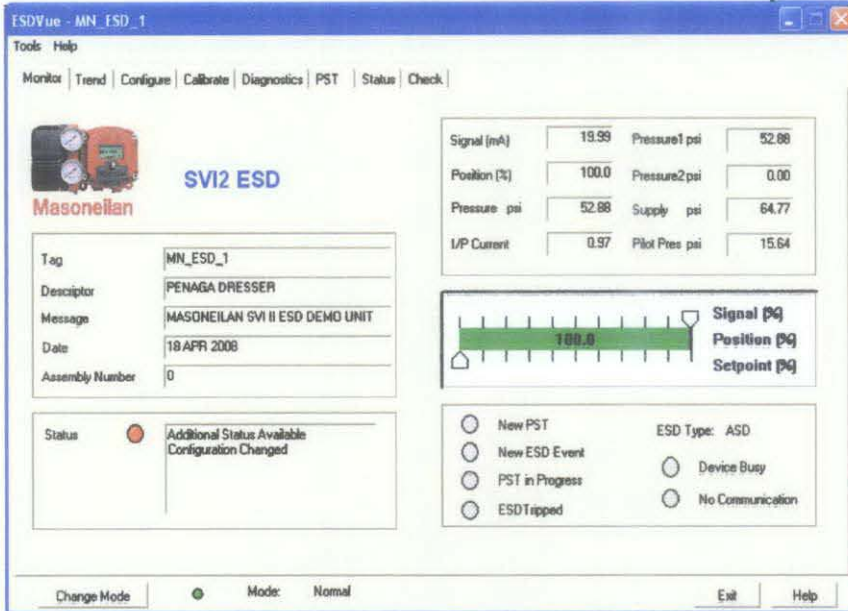 ESDVue - MN_ESD_1
Tools Help
Monitor Trend Configure Calibrate Diagnostics PST Status Check
Masoneilan
SVI2 ESD
Signal (mA) 19.99 Pressure1 psi 52.88
Position (%) 100.0 Pressure2 psi 0.00
Pressure psi 52.88 Supply psi 64.77
I/P Current 0.97 Pilot Pres psi 15.64
Tag MN_ESD_1
Descriptor PENAGA DRESSER
Message MASONEILAN SVI II ESD DEMO UNIT
Date 18 APR 2008
Assembly Number 0
100.0
Signal [%]
Position [%]
Setpoint [%]
Status Additional Status Available
Configuration Changed
New PST
New ESD Event
PST in Progress
ESDTripped
ESD Type: ASD
Device Busy
No Communication
Change Mode Mode: Normal Exit Help